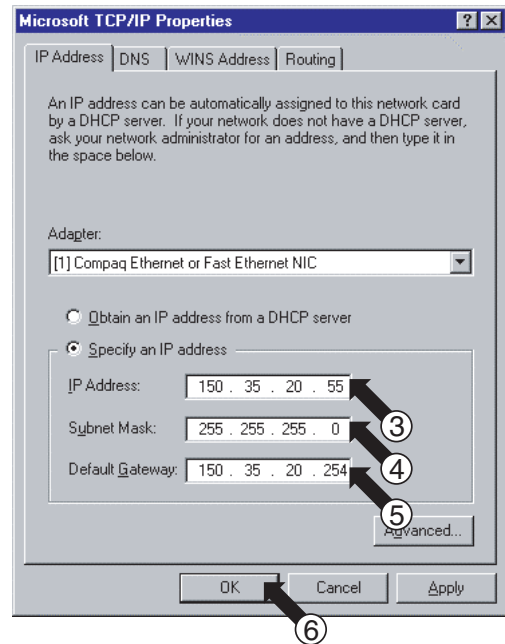 Microsoft TCP/IP Properties
IP Address DNS WINS Address Routing
An IP address can be automatically assigned to this network card
by a DHCP server. If your network does not have a DHCP server,
ask your network administrator for an address, and then type it in
the space below.
Adapter:
[1] Compaq Ethernet or Fast Ethernet NIC
Obtain an IP address from a DHCP server
Specify an IP address
IP Address: 150 . 35 . 20 . 55
③
Subnet Mask: 255 . 255 . 255 . 0
④
Default Gateway: 150 . 35 . 20 . 254
⑤
Advanced...
OK Cancel Apply
⑥